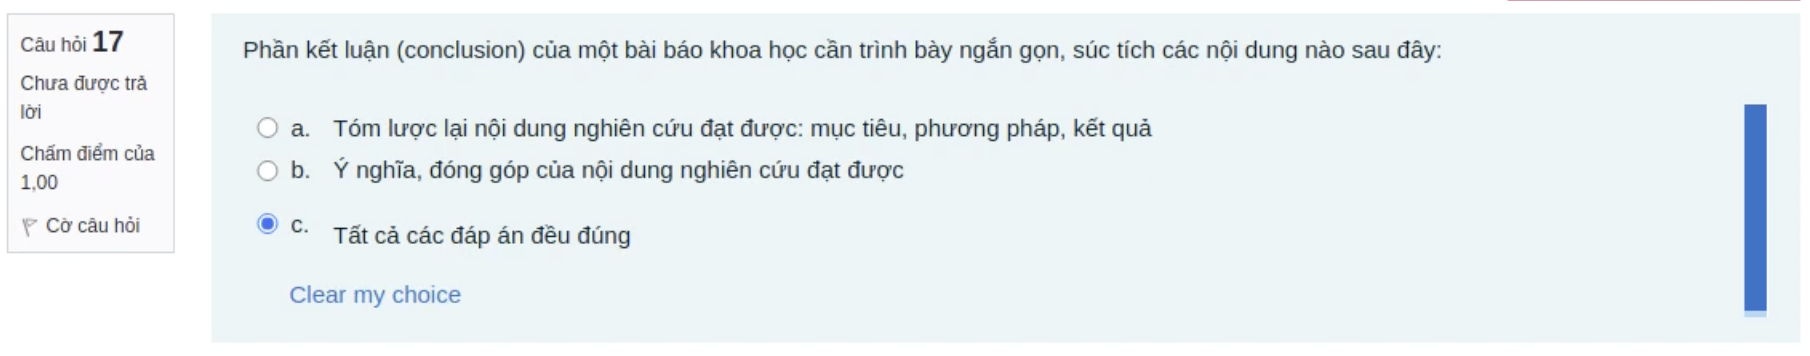 Câu hỏi 17
Chưa được trả
lời
Chấm điểm của
1,00
Cờ câu hỏi
Phần kết luận (conclusion) của một bài báo khoa học cần trình bày ngắn gọn, súc tích các nội dung nào sau đây:
a. Tóm lược lại nội dung nghiên cứu đạt được: mục tiêu, phương pháp, kết quả
b. Ý nghĩa, đóng góp của nội dung nghiên cứu đạt được
c. Tất cả các đáp án đều đúng
Clear my choice